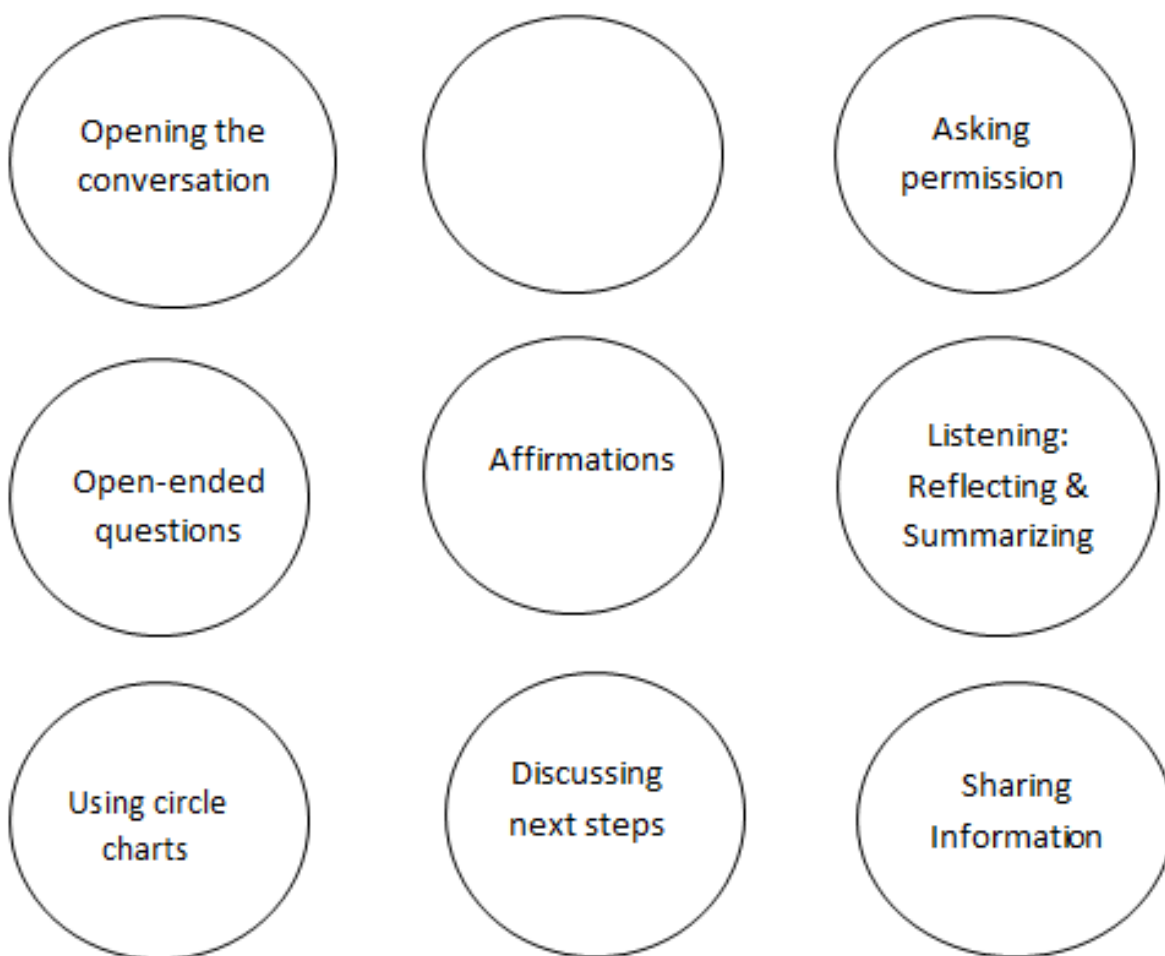 Opening the
conversation
Asking
permission
Open-ended
questions
Affirmations
Listening:
Reflecting &
Summarizing
Using circle
charts
Discussing
next steps
Sharing
Information